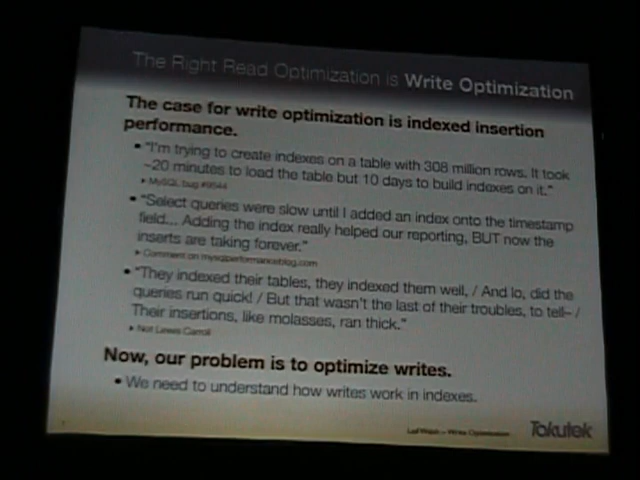 The Right Read Optimization is Write Optimization
The case for write optimization is indexed insertion
performance.
• "I'm trying to create indexes on a table with 308 million rows. It took
~20 minutes to load the table but 10 days to build indexes on it."
▸ MySQL bug #9544
• "Select queries were slow until I added an index onto the timestamp
field... Adding the index really helped our reporting, BUT now the
inserts are taking forever."
▸ Comment on mysqlperformanceblog.com
• "They indexed their tables, they indexed them well, / And lo, did the
queries run quick! / But that wasn't the last of their troubles, to tell– /
Their insertions, like molasses, ran thick."
▸ Not Lewis Carroll
Now, our problem is to optimize writes.
• We need to understand how writes work in indexes.
Leif Walsh -- Write Optimization
Tokutek